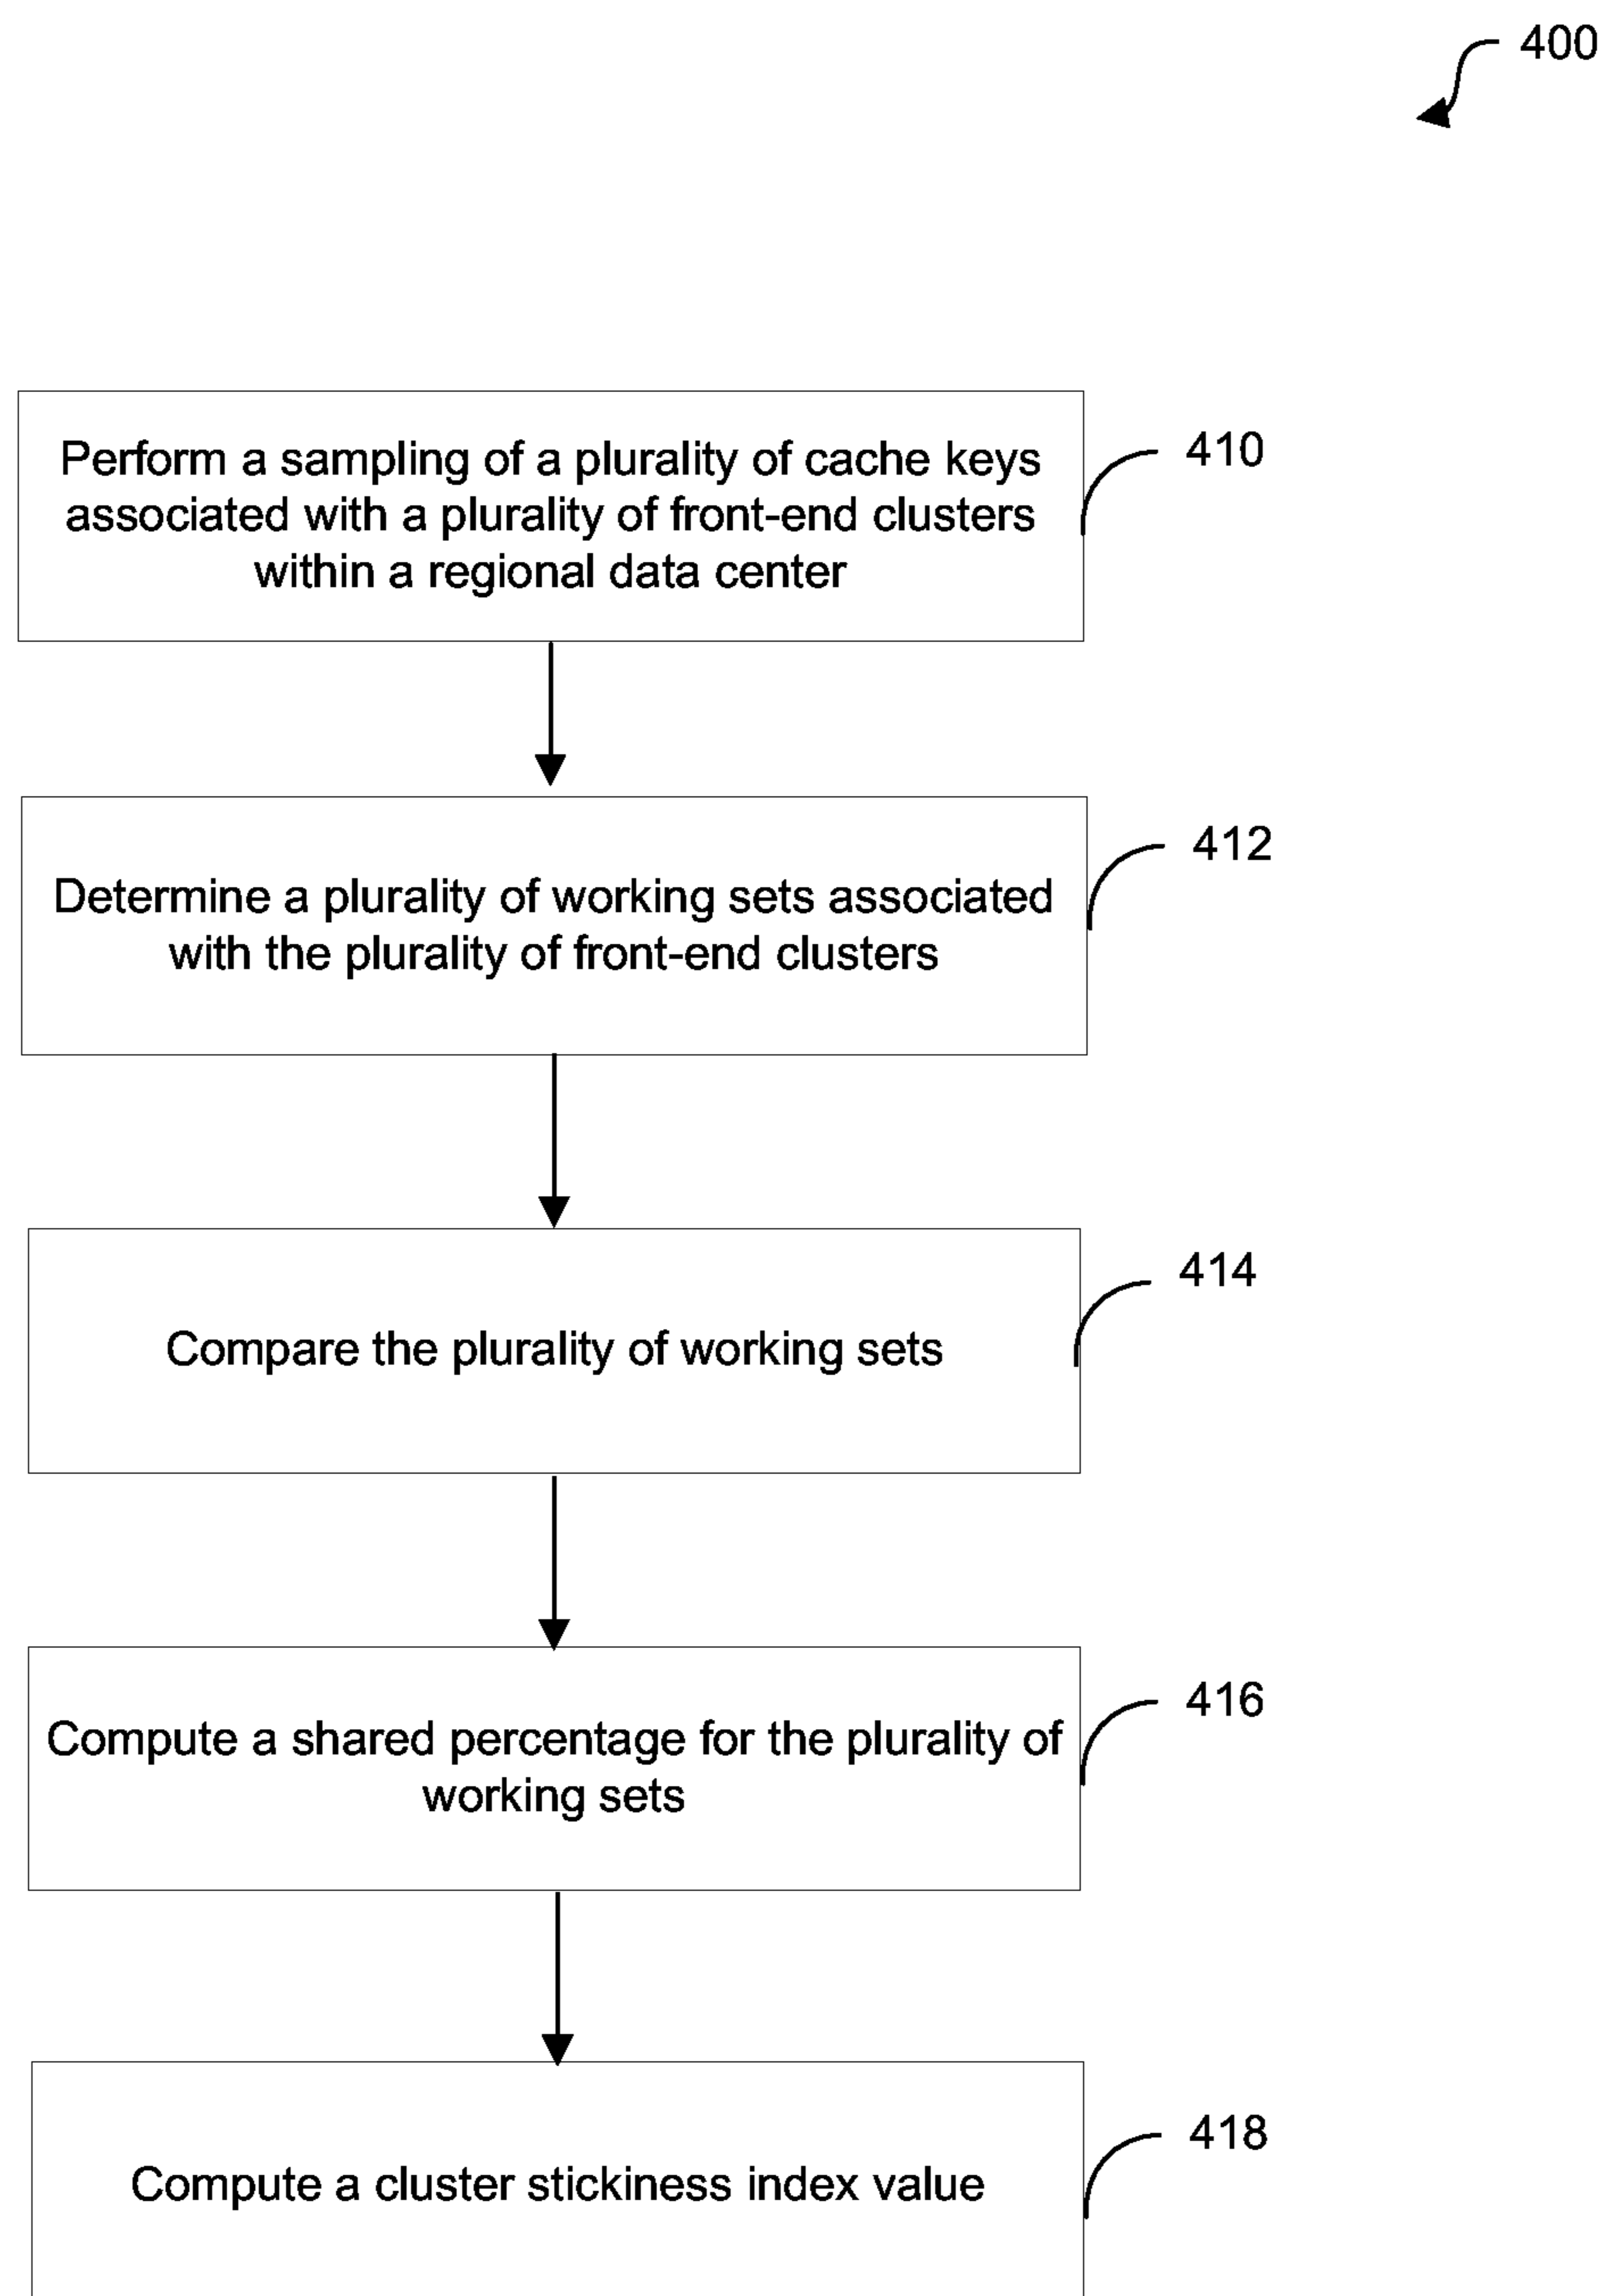 400
Perform a sampling of a plurality of cache keys
associated with a plurality of front-end clusters
within a regional data center
410
Determine a plurality of working sets associated
with the plurality of front-end clusters
412
Compare the plurality of working sets
414
Compute a shared percentage for the plurality of
working sets
416
Compute a cluster stickiness index value
418